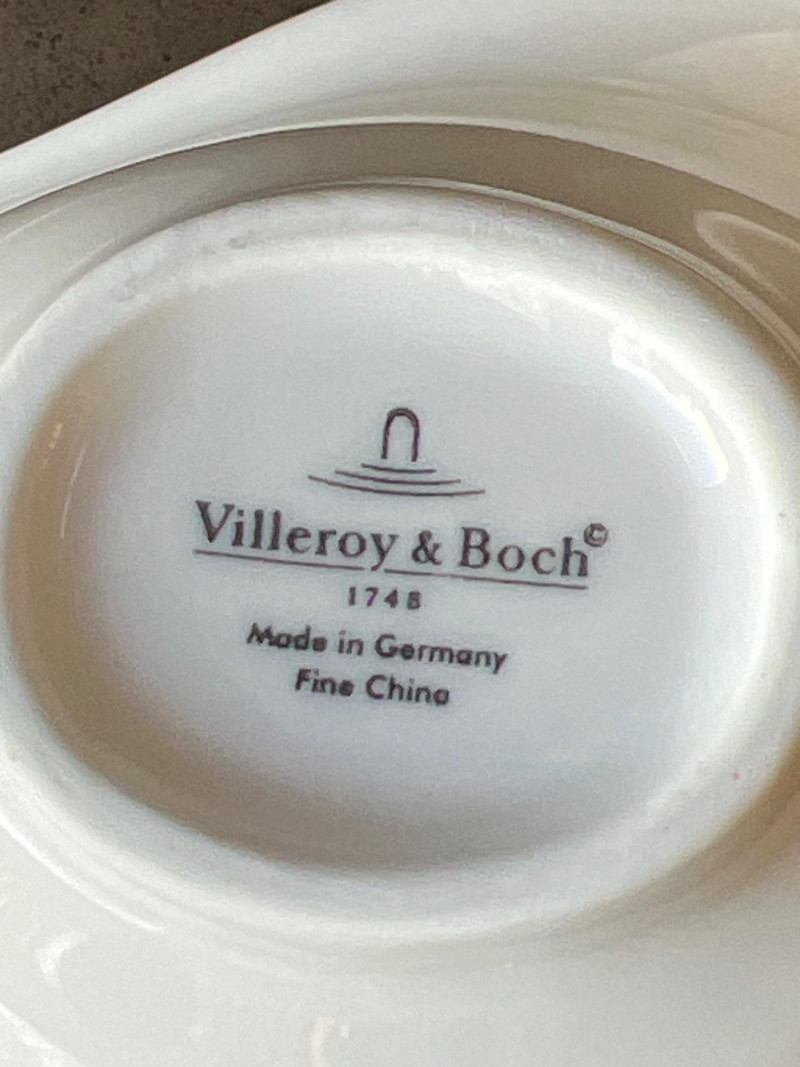 Villeroy & Boch©
1748
Made in Germany
Fine China